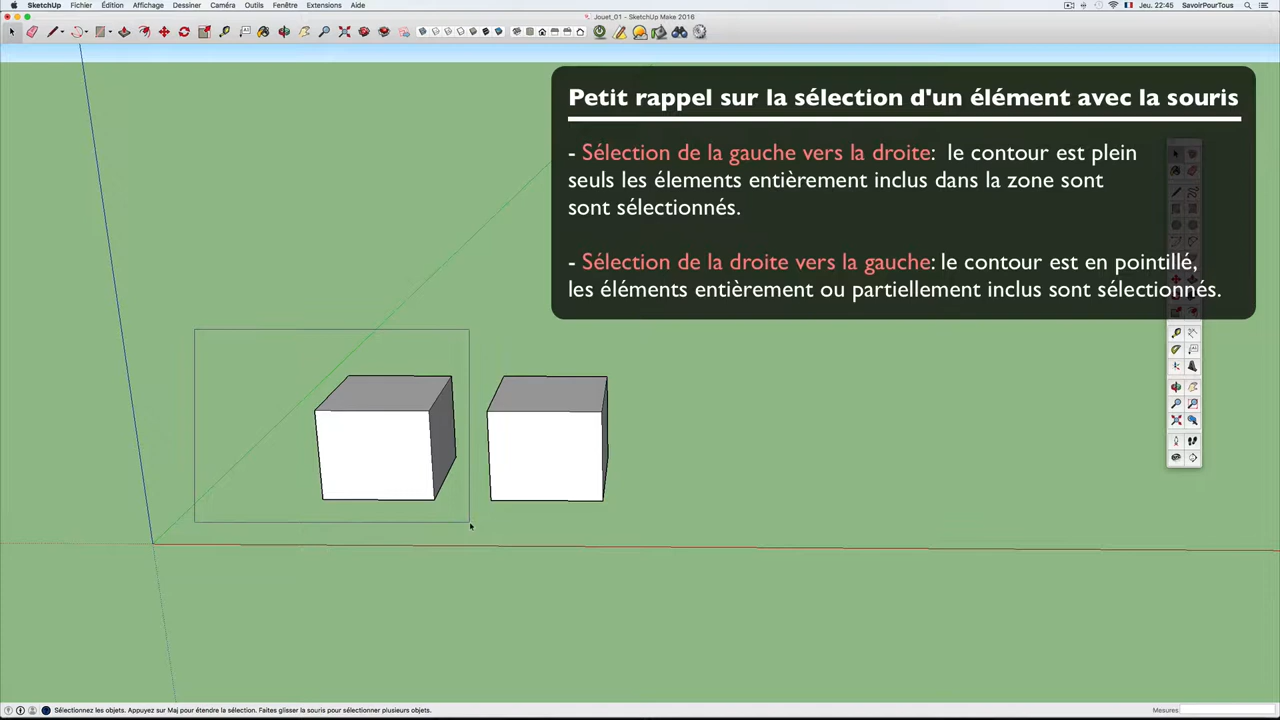 SketchUp Fichier Édition Affichage Dessiner Caméra Outils Fenêtre Extensions Aide Jeu. 22:45 SavoirPourTous
Jouet_01 - SketchUp Make 2016
Petit rappel sur la sélection d'un élément avec la souris
- Sélection de la gauche vers la droite: le contour est plein
seuls les élements entièrement inclus dans la zone sont
sont sélectionnés.
- Sélection de la droite vers la gauche: le contour est en pointillé,
les éléments entièrement ou partiellement inclus sont sélectionnés.
Sélectionnez les objets. Appuyez sur Maj pour étendre la sélection. Faites glisser la souris pour sélectionner plusieurs objets. Mesures